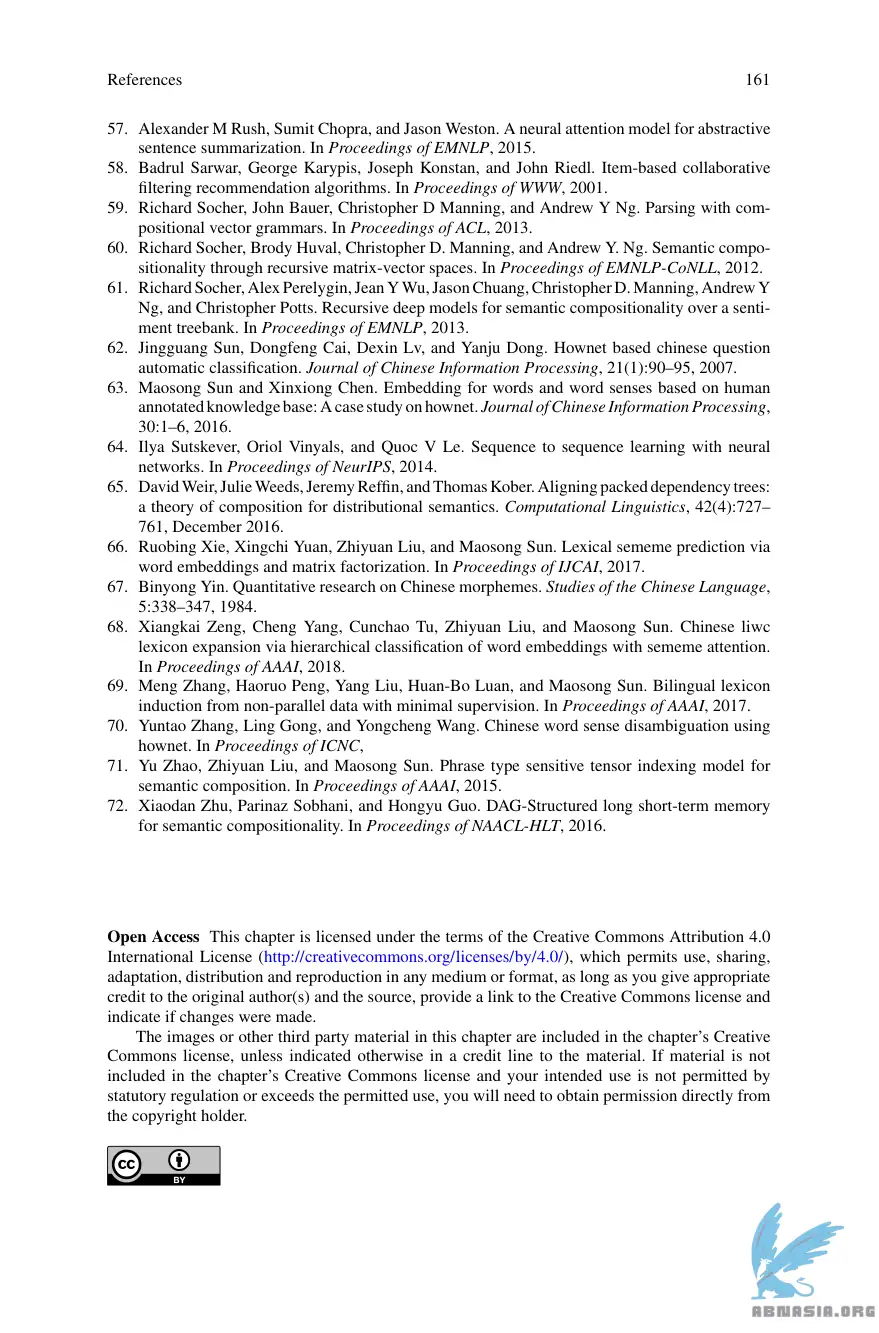 References 161
57. Alexander M Rush, Sumit Chopra, and Jason Weston. A neural attention model for abstractive
sentence summarization. In Proceedings of EMNLP, 2015.
58. Badrul Sarwar, George Karypis, Joseph Konstan, and John Riedl. Item-based collaborative
filtering recommendation algorithms. In Proceedings of WWW, 2001.
59. Richard Socher, John Bauer, Christopher D Manning, and Andrew Y Ng. Parsing with com-
positional vector grammars. In Proceedings of ACL, 2013.
60. Richard Socher, Brody Huval, Christopher D. Manning, and Andrew Y. Ng. Semantic compo-
sitionality through recursive matrix-vector spaces. In Proceedings of EMNLP-CoNLL, 2012.
61. Richard Socher, Alex Perelygin, Jean Y Wu, Jason Chuang, Christopher D. Manning, Andrew Y
Ng, and Christopher Potts. Recursive deep models for semantic compositionality over a senti-
ment treebank. In Proceedings of EMNLP, 2013.
62. Jingguang Sun, Dongfeng Cai, Dexin Lv, and Yanju Dong. Hownet based chinese question
automatic classification. Journal of Chinese Information Processing, 21(1):90–95, 2007.
63. Maosong Sun and Xinxiong Chen. Embedding for words and word senses based on human
annotated knowledge base: A case study on hownet. Journal of Chinese Information Processing,
30:1–6, 2016.
64. Ilya Sutskever, Oriol Vinyals, and Quoc V Le. Sequence to sequence learning with neural
networks. In Proceedings of NeurIPS, 2014.
65. David Weir, Julie Weeds, Jeremy Reffin, and Thomas Kober. Aligning packed dependency trees:
a theory of composition for distributional semantics. Computational Linguistics, 42(4):727–
761, December 2016.
66. Ruobing Xie, Xingchi Yuan, Zhiyuan Liu, and Maosong Sun. Lexical sememe prediction via
word embeddings and matrix factorization. In Proceedings of IJCAI, 2017.
67. Binyong Yin. Quantitative research on Chinese morphemes. Studies of the Chinese Language,
5:338–347, 1984.
68. Xiangkai Zeng, Cheng Yang, Cunchao Tu, Zhiyuan Liu, and Maosong Sun. Chinese liwc
lexicon expansion via hierarchical classification of word embeddings with sememe attention.
In Proceedings of AAAI, 2018.
69. Meng Zhang, Haoruo Peng, Yang Liu, Huan-Bo Luan, and Maosong Sun. Bilingual lexicon
induction from non-parallel data with minimal supervision. In Proceedings of AAAI, 2017.
70. Yuntao Zhang, Ling Gong, and Yongcheng Wang. Chinese word sense disambiguation using
hownet. In Proceedings of ICNC,
71. Yu Zhao, Zhiyuan Liu, and Maosong Sun. Phrase type sensitive tensor indexing model for
semantic composition. In Proceedings of AAAI, 2015.
72. Xiaodan Zhu, Parinaz Sobhani, and Hongyu Guo. DAG-Structured long short-term memory
for semantic compositionality. In Proceedings of NAACL-HLT, 2016.
Open Access This chapter is licensed under the terms of the Creative Commons Attribution 4.0
International License (http://creativecommons.org/licenses/by/4.0/), which permits use, sharing,
adaptation, distribution and reproduction in any medium or format, as long as you give appropriate
credit to the original author(s) and the source, provide a link to the Creative Commons license and
indicate if changes were made.
The images or other third party material in this chapter are included in the chapter's Creative
Commons license, unless indicated otherwise in a credit line to the material. If material is not
included in the chapter's Creative Commons license and your intended use is not permitted by
statutory regulation or exceeds the permitted use, you will need to obtain permission directly from
the copyright holder.
cc
BY
ABNASIA.ORG